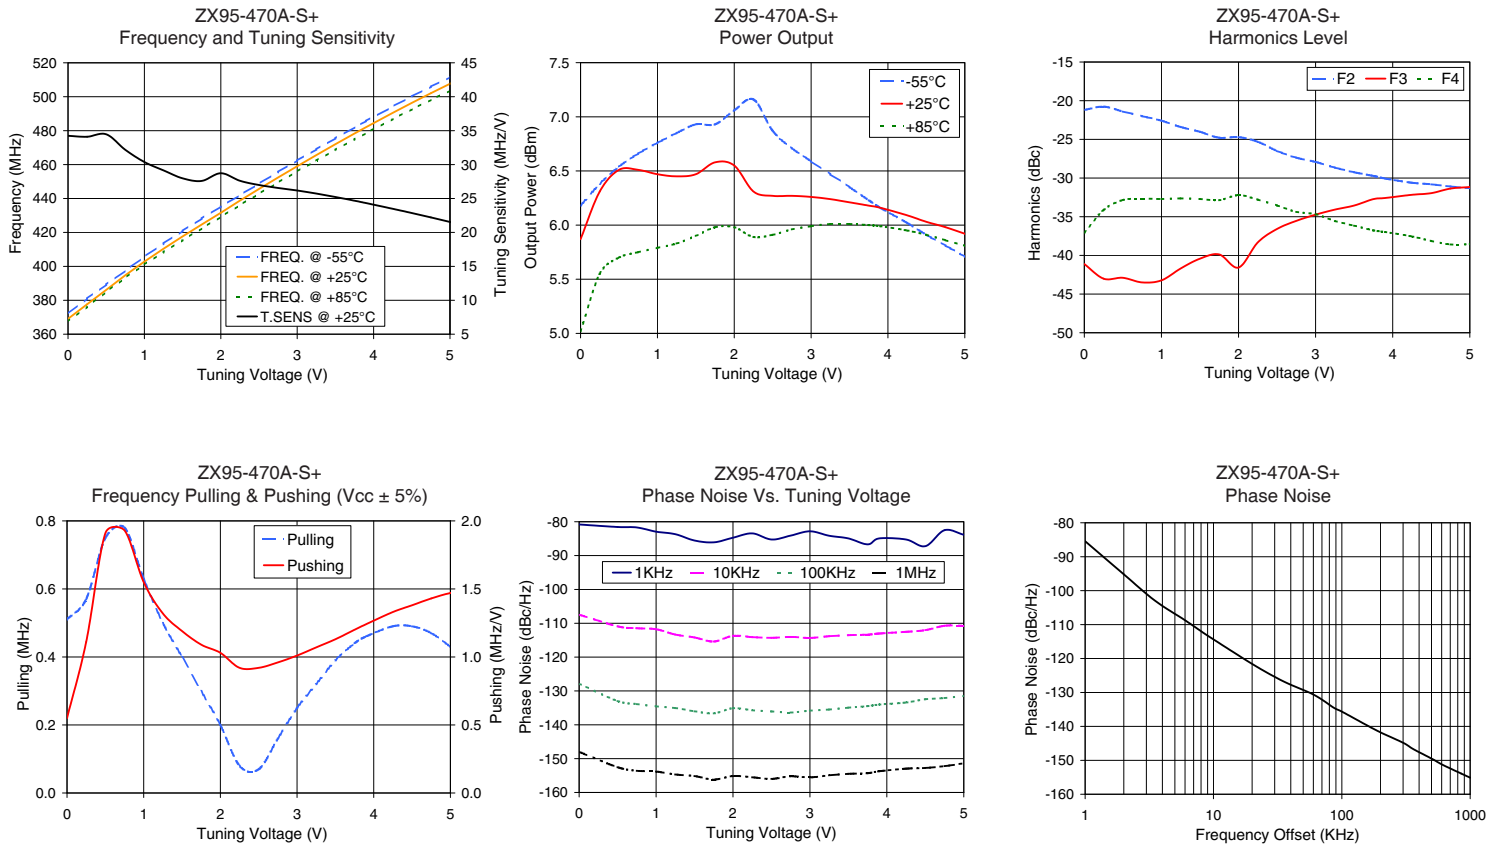 ZX95-470A-S+
Frequency and Tuning Sensitivity
520
500
480
460
440
420
400
380
360
45
40
35
30
25
20
15
10
5
0 1 2 3 4 5
Frequency (MHz)
Tuning Sensitivity (MHz/V)
Tuning Voltage (V)
FREQ. @ -55°C
FREQ. @ +25°C
FREQ. @ +85°C
T.SENS @ +25°C
ZX95-470A-S+
Power Output
7.5
7.0
6.5
6.0
5.5
5.0
0 1 2 3 4 5
Output Power (dBm)
Tuning Voltage (V)
-55°C
+25°C
+85°C
ZX95-470A-S+
Harmonics Level
-15
-20
-25
-30
-35
-40
-45
-50
0 1 2 3 4 5
Harmonics (dBc)
Tuning Voltage (V)
F2 F3 F4
ZX95-470A-S+
Frequency Pulling & Pushing (Vcc ± 5%)
0.8
0.6
0.4
0.2
0.0
2.0
1.5
1.0
0.5
0.0
0 1 2 3 4 5
Pulling (MHz)
Pushing (MHz/V)
Tuning Voltage (V)
Pulling
Pushing
ZX95-470A-S+
Phase Noise Vs. Tuning Voltage
-80
-90
-100
-110
-120
-130
-140
-150
-160
0 1 2 3 4 5
Phase Noise (dBc/Hz)
Tuning Voltage (V)
1KHz 10KHz 100KHz 1MHz
ZX95-470A-S+
Phase Noise
-80
-90
-100
-110
-120
-130
-140
-150
-160
1 10 100 1000
Phase Noise (dBc/Hz)
Frequency Offset (KHz)